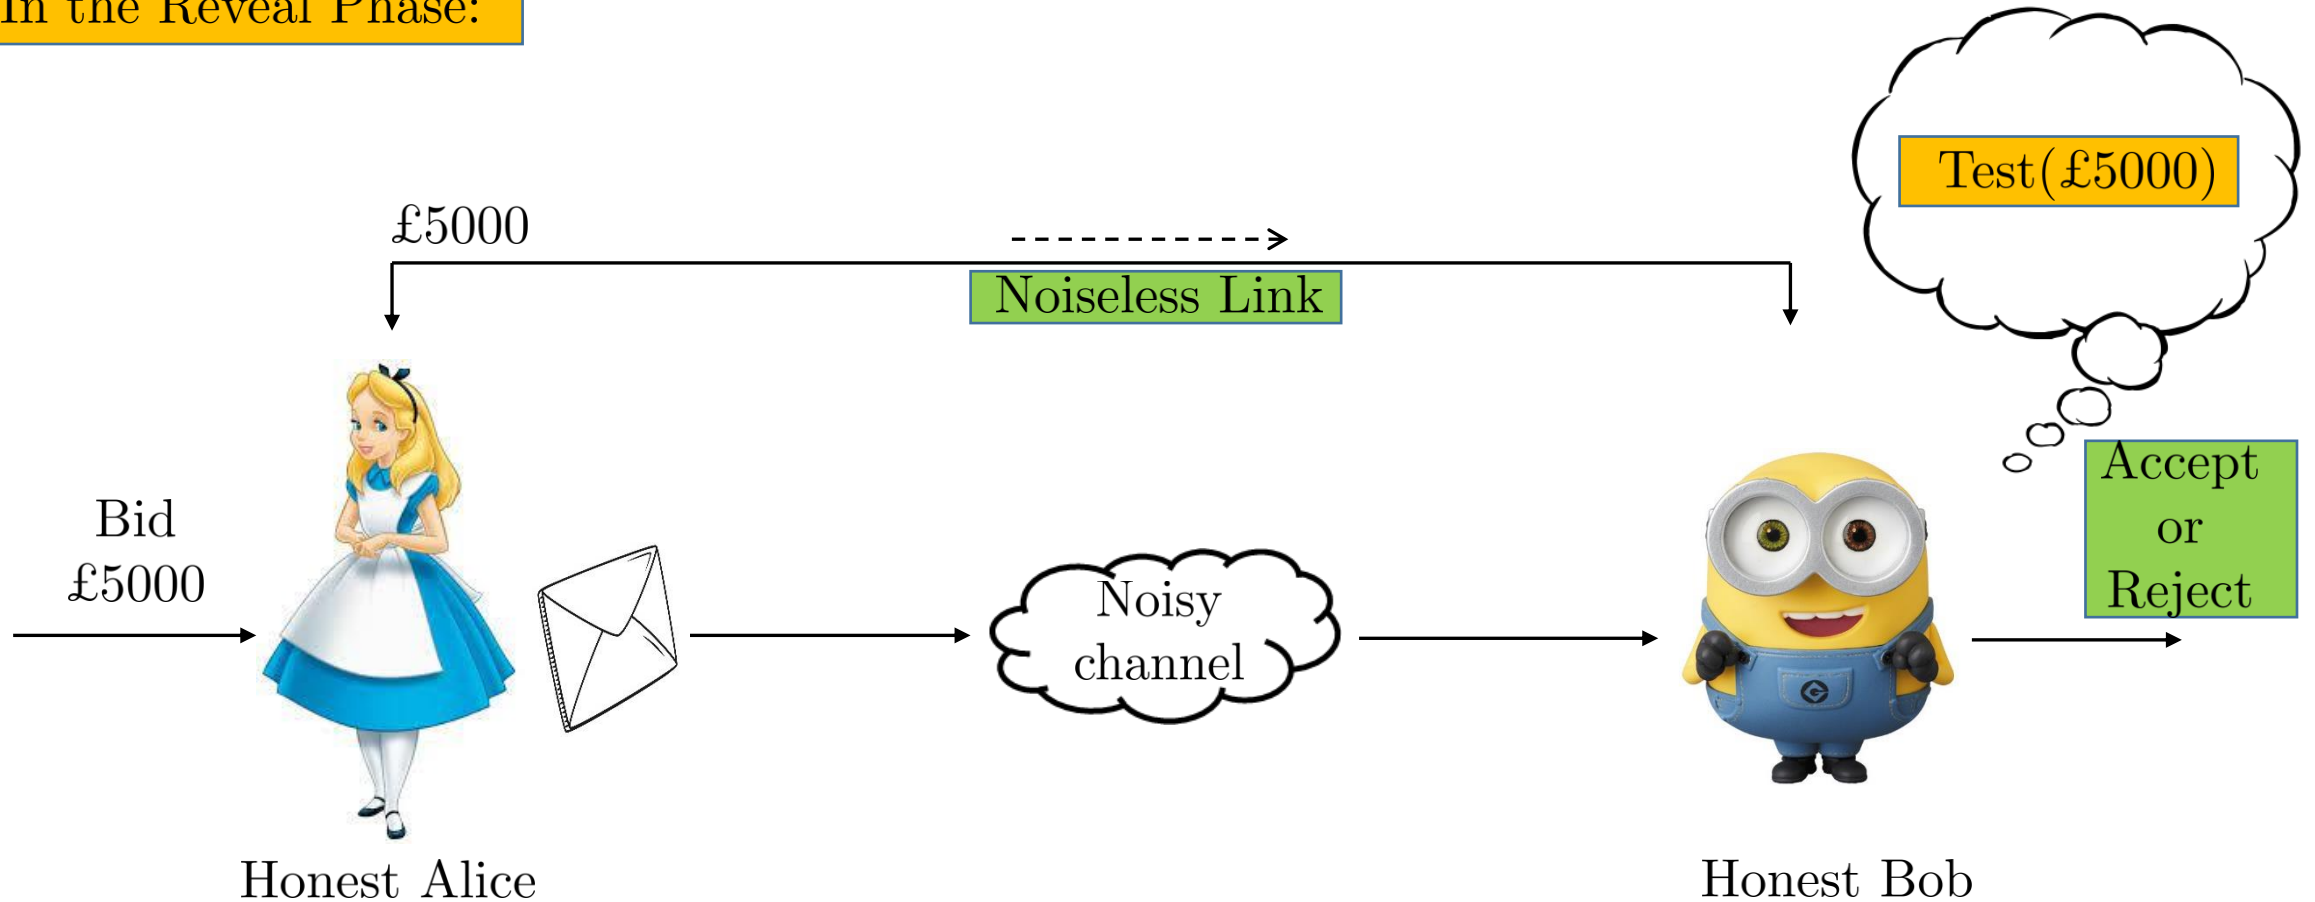 In the Reveal Phase:
Test(£5000)
£5000
Noiseless Link
Accept
or
Reject
Bid
£5000
Noisy
channel
Honest Alice
Honest Bob